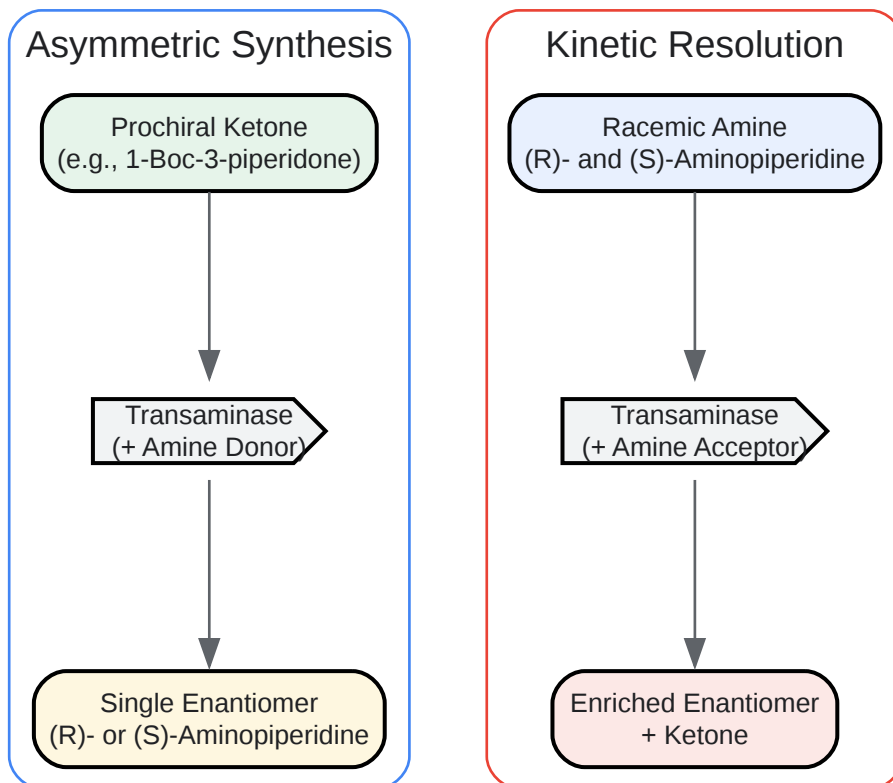 Asymmetric Synthesis
Prochiral Ketone
(e.g., 1-Boc-3-piperidone)
Transaminase
(+ Amine Donor)
Single Enantiomer
(R)- or (S)-Aminopiperidine
Kinetic Resolution
Racemic Amine
(R)- and (S)-Aminopiperidine
Transaminase
(+ Amine Acceptor)
Enriched Enantiomer
+ Ketone